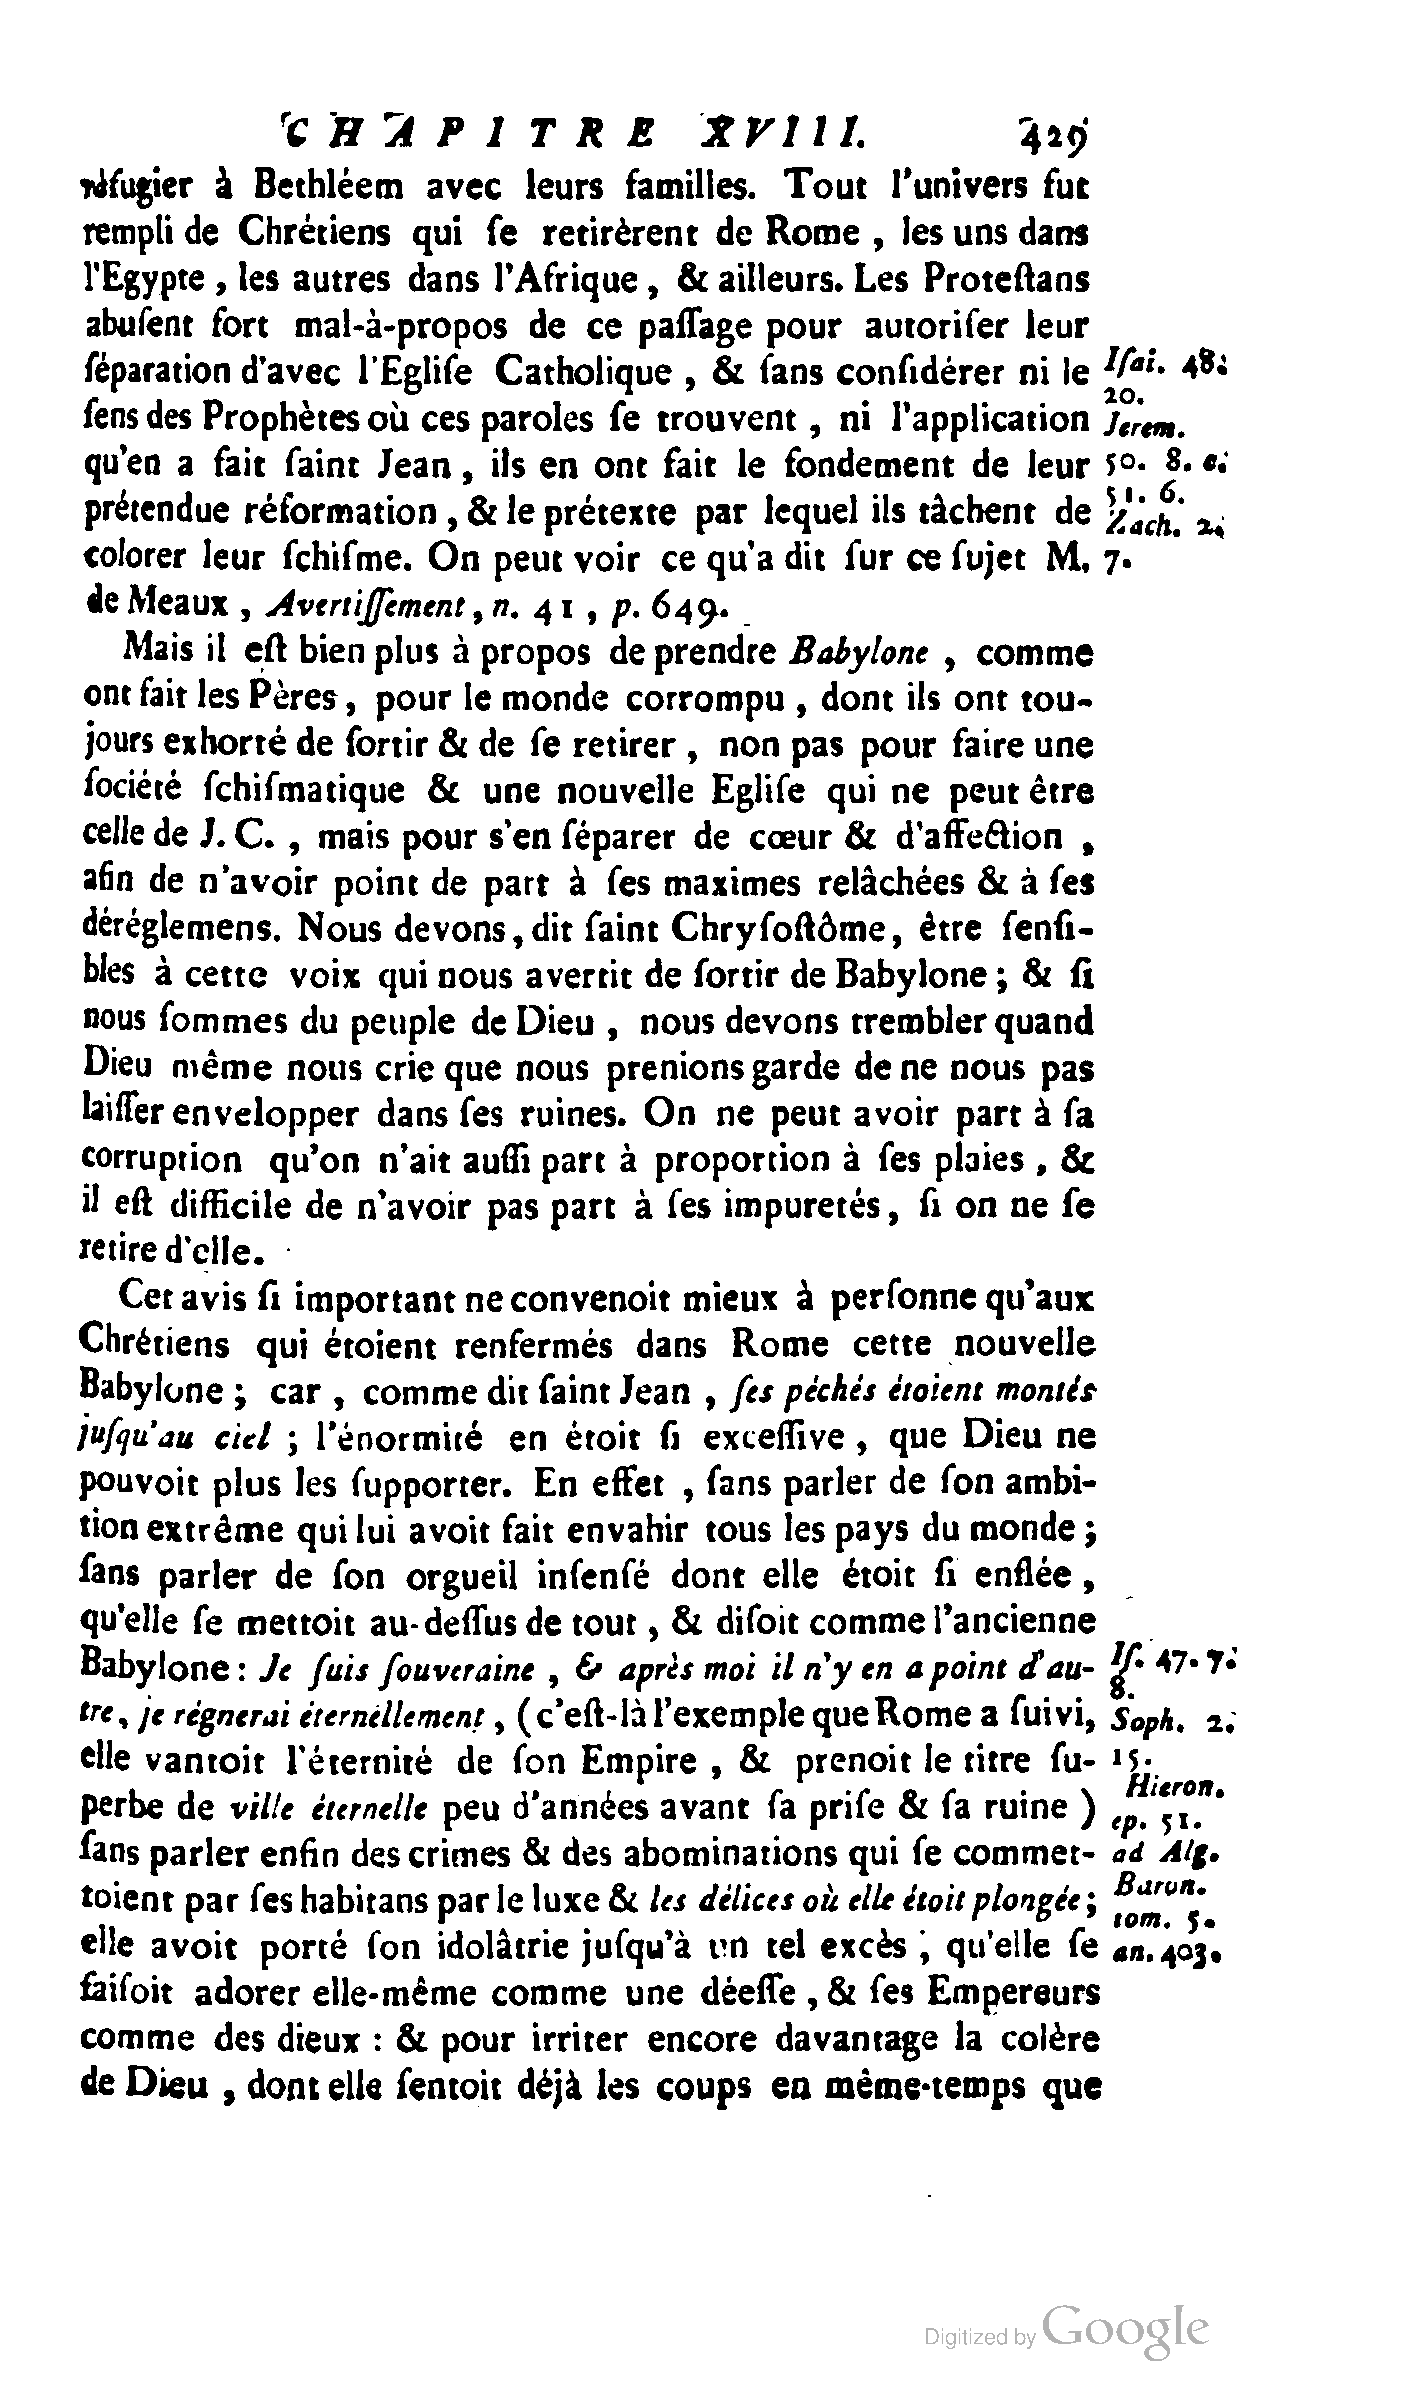 CHAPITRE XVIII. 429
réfugier à Bethléem avec leurs familles. Tout l'univers fut
rempli de Chrétiens qui ſe retirèrent de Rome , les uns dans
l'Egypte , les autres dans l'Afrique , & ailleurs. Les Proteſtans
abuſent fort mal-à-propos de ce paſſage pour autoriſer leur
ſéparation d'avec l'Egliſe Catholique , & ſans conſidérer ni le
ſens des Prophètes où ces paroles ſe trouvent , ni l'application
qu'en a fait ſaint Jean , ils en ont fait le fondement de leur
prétendue réformation , & le prétexte par lequel ils tâchent de
colorer leur ſchiſme. On peut voir ce qu'a dit ſur ce ſujet M.
de Meaux , Avertiſſement , n. 41 , p. 649.
Iſai. 48.
20.
Jerem.
50. 8. e.
51. 6.
Zach. 2.
7.
Mais il eſt bien plus à propos de prendre Babylone , comme
ont fait les Pères , pour le monde corrompu , dont ils ont tou-
jours exhorté de ſortir & de ſe retirer , non pas pour faire une
ſociété ſchiſmatique & une nouvelle Egliſe qui ne peut être
celle de J. C. , mais pour s'en ſéparer de cœur & d'affection ,
afin de n'avoir point de part à ſes maximes relâchées & à ſes
déréglemens. Nous devons , dit ſaint Chryſoſtôme , être ſenſi-
bles à cette voix qui nous avertit de ſortir de Babylone ; & ſi
nous ſommes du peuple de Dieu , nous devons trembler quand
Dieu même nous crie que nous prenions garde de ne nous pas
laiſſer envelopper dans ſes ruines. On ne peut avoir part à ſa
corruption qu'on n'ait auſſi part à proportion à ſes plaies , &
il eſt difficile de n'avoir pas part à ſes impuretés , ſi on ne ſe
retire d'elle.
Cet avis ſi important ne convenoit mieux à perſonne qu'aux
Chrétiens qui étoient renfermés dans Rome cette nouvelle
Babylone ; car , comme dit ſaint Jean , ſes péchés étoient montés
juſqu'au ciel ; l'énormité en étoit ſi exceſſive , que Dieu ne
pouvoit plus les ſupporter. En effet , ſans parler de ſon ambi-
tion extrême qui lui avoit fait envahir tous les pays du monde ;
ſans parler de ſon orgueil inſenſé dont elle étoit ſi enflée ,
qu'elle ſe mettoit au-deſſus de tout , & diſoit comme l'ancienne
Babylone : Je ſuis ſouveraine , & après moi il n'y en a point d'au-
tre, je régnerai éternellement , ( c'eſt-là l'exemple que Rome a ſuivi,
elle vantoit l'éternité de ſon Empire , & prenoit le titre ſu-
perbe de ville éternelle peu d'années avant ſa priſe & ſa ruine )
ſans parler enfin des crimes & des abominations qui ſe commet-
toient par ſes habitans par le luxe & les délices où elle étoit plongée ;
elle avoit porté ſon idolâtrie juſqu'à un tel excès , qu'elle ſe
faiſoit adorer elle-même comme une déeſſe , & ſes Empereurs
comme des dieux : & pour irriter encore davantage la colère
de Dieu , dont elle ſentoit déjà les coups en même-temps que
Iſ. 47. 7.
8.
Soph. 2.
15.
Hieron.
ep. 51.
ad Alg.
Baron.
tom. 5.
an. 403.
Digitized by Google